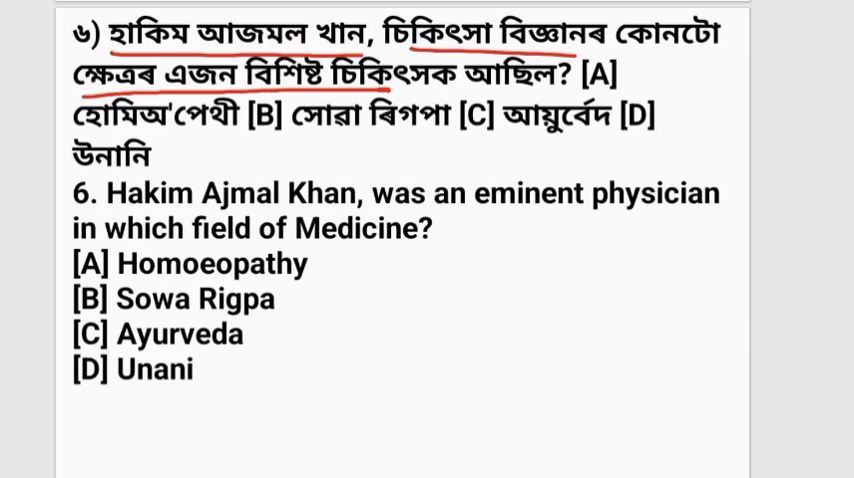 ৬) হাকিম আজমল খান, চিকিৎসা বিজ্ঞানৰ কোনটো
ক্ষেত্ৰৰ এজন বিশিষ্ট চিকিৎসক আছিল? [A]
হোমিঅ'পেথী [B] সোৱা ৰিগপা [C] আয়ুৰ্বেদ [D]
উনানি
6. Hakim Ajmal Khan, was an eminent physician
in which field of Medicine?
[A] Homoeopathy
[B] Sowa Rigpa
[C] Ayurveda
[D] Unani